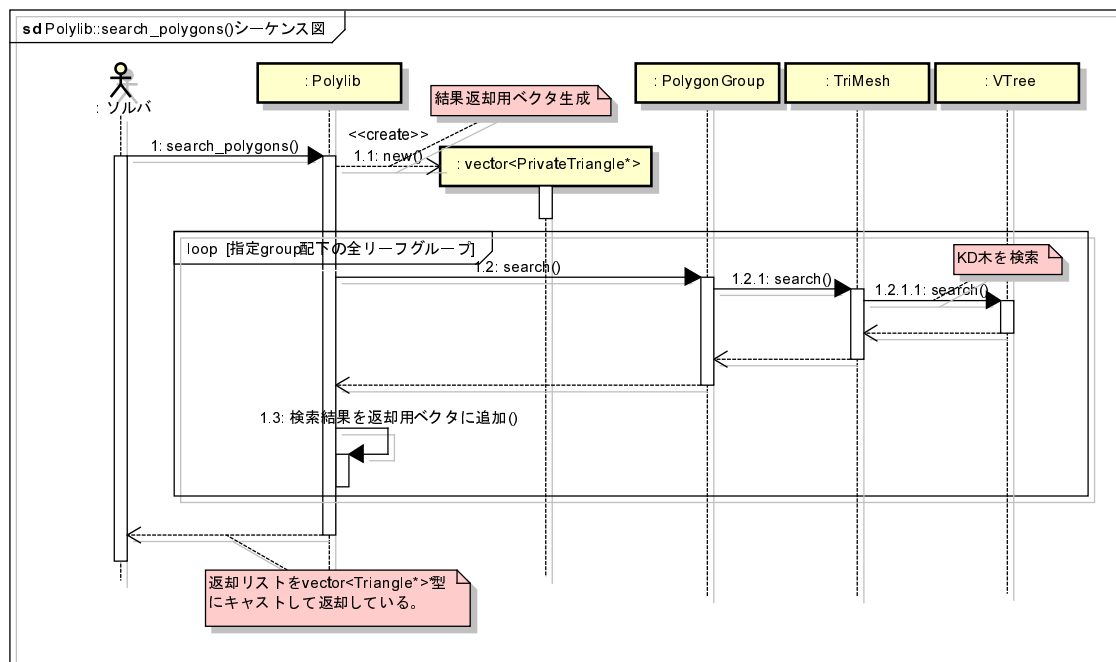 sd Polylib::search_polygons()シーケンス図
: ソルバ
: Polylib
結果返却用ベクタ生成
: PolygonGroup
: TriMesh
: VTree
<<create>>
1: search_polygons()
1.1: new()
: vector<PrivateTriangle*>
loop [指定group配下の全リーフグループ]
KD木を検索
1.2: search()
1.2.1: search()
1.2.1.1: search()
1.3: 検索結果を返却用ベクタに追加()
返却リストをvector<Triangle*>*型
にキャストして返却している。